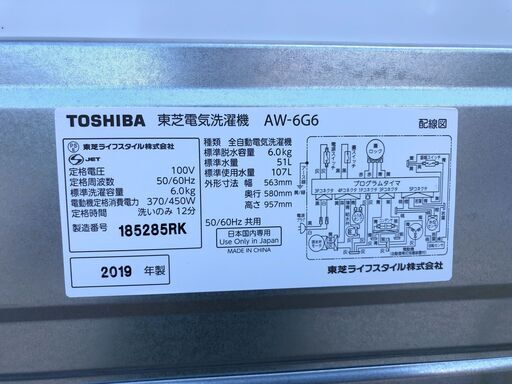 TOSHIBA 東芝電気洗濯機 AW-6G6
配線図
PS E
JET
東芝ライフスタイル株式会社
定格電圧 100V
定格周波数 50/60Hz
標準洗濯容量 6.0kg
電動機定格消費電力 370/450W
定格時間 洗いのみ 12分
製造番号 185285RK
2019 年製
種類 全自動電気洗濯機
標準脱水容量 6.0kg
標準水量 51L
標準使用水量 107L
外形寸法 幅 563mm
奥行 580mm
高さ 957mm
50/60Hz 共用
日本国内専用
Use Only in Japan
MADE IN CHINA
プログラムタイマ
東芝ライフスタイル株式会社